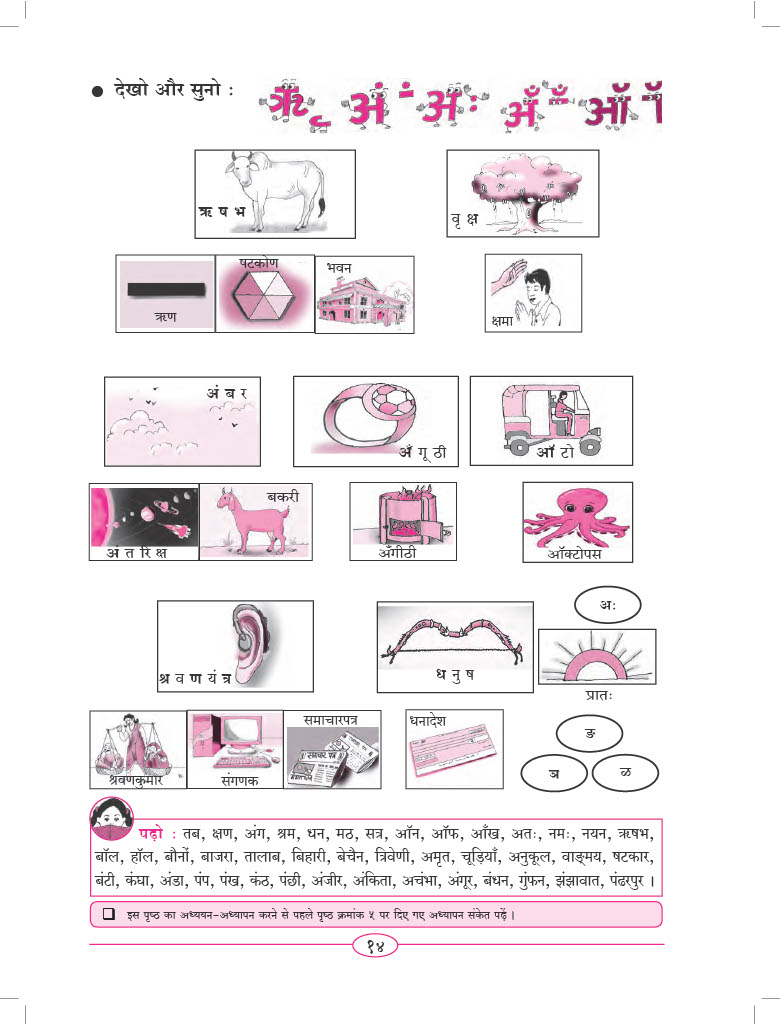 ● देखो और सुनो :
ऋ ृ अं ं अः ः अँ ँ ऑ ॉ
ऋ ष भ
वृ क्ष
ऋण
षटकोण
भवन
क्षमा
अं ब र
अँ गू ठी
ऑ टो
अं त रि क्ष
बकरी
अँगीठी
ऑक्टोपस
अः
श्र व ण यं त्र
ध नु ष
प्रातः
श्रवणकुमार
संगणक
समाचारपत्र
धनादेश
ङ
ञ
ळ
पढ़ो : तब, क्षण, अंग, श्रम, धन, मठ, सत्र, ऑन, ऑफ, आँख, अतः, नमः, नयन, ऋषभ,
बॉल, हॉल, बौनों, बाजरा, तालाब, बिहारी, बेचैन, त्रिवेणी, अमृत, चूड़ियाँ, अनुकूल, वाङ्मय, षटकार,
बंटी, कंघा, अंडा, पंप, पंख, कंठ, पंछी, अंजीर, अंकिता, अचंभा, अंगूर, बंधन, गुंफन, झंझावात, पंढरपुर ।
❑ इस पृष्ठ का अध्ययन-अध्यापन करने से पहले पृष्ठ क्रमांक ५ पर दिए गए अध्यापन संकेत पढ़ें ।
१४